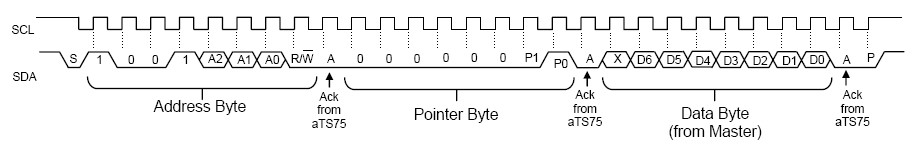 SCL
SDA S 1 0 0 1 A2 A1 A0 R/W̅ A 0 0 0 0 0 0 P1 P0 A X D6 D5 D4 D3 D2 D1 D0 A P
Address Byte
Ack
from
aTS75
Pointer Byte
Ack
from
aTS75
Data Byte
(from Master)
Ack
from
aTS75